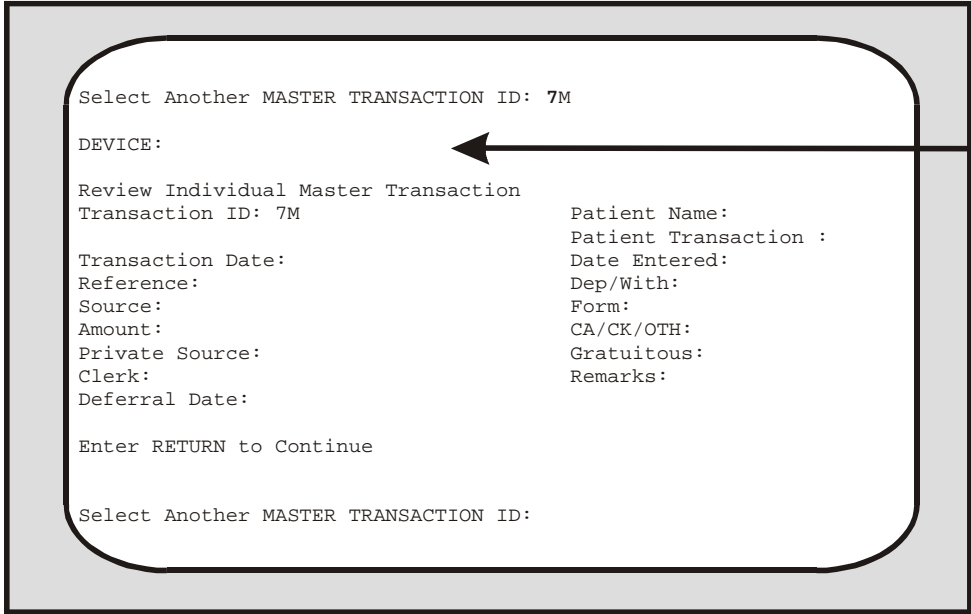 Select Another MASTER TRANSACTION ID: 7M
DEVICE:
Review Individual Master Transaction
Transaction ID: 7M Patient Name:
Patient Transaction :
Transaction Date: Date Entered:
Reference: Dep/With:
Source: Form:
Amount: CA/CK/OTH:
Private Source: Gratuitous:
Clerk: Remarks:
Deferral Date:
Enter RETURN to Continue
Select Another MASTER TRANSACTION ID: